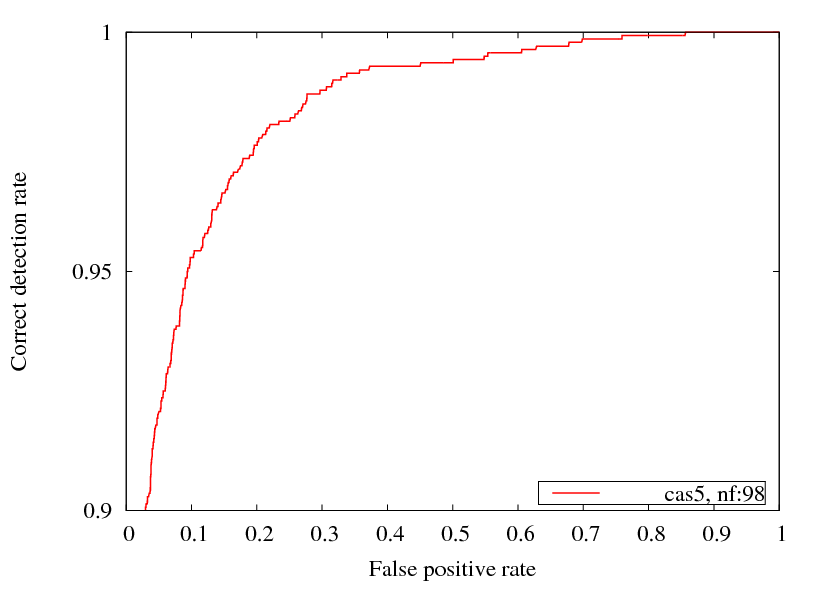 1
0.95
0.9
Correct detection rate
cas5, nf:98
0 0.1 0.2 0.3 0.4 0.5 0.6 0.7 0.8 0.9 1
False positive rate